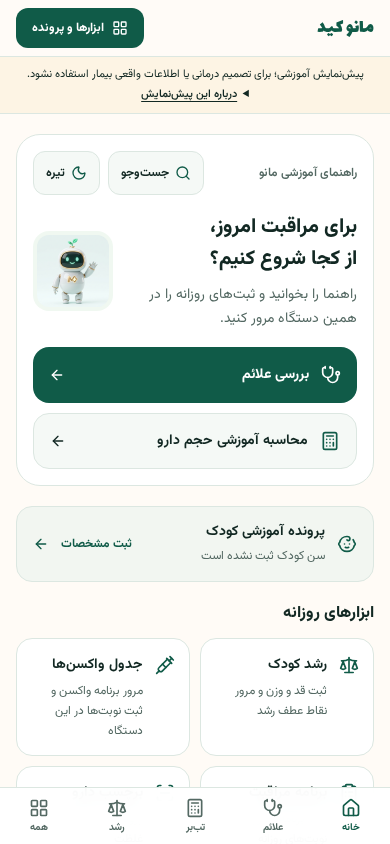 مانو کید
ابزارها و پرونده
پیش‌نمایش آموزشی؛ برای تصمیم درمانی یا اطلاعات واقعی بیمار استفاده نشود.
درباره این پیش‌نمایش
راهنمای آموزشی مانو
جست‌وجو
تیره
برای مراقبت امروز،
از کجا شروع کنیم؟
راهنما را بخوانید و ثبت‌های روزانه را در
همین دستگاه مرور کنید.
بررسی علائم
محاسبه آموزشی حجم دارو
پرونده آموزشی کودک
سن کودک ثبت نشده است
ثبت مشخصات
ابزارهای روزانه
رشد کودک
ثبت قد و وزن و مرور
نقاط عطف رشد
جدول واکسن‌ها
مرور برنامه واکسن و
ثبت نوبت‌ها در این
دستگاه
خانه
علائم
تب‌بر
رشد
همه